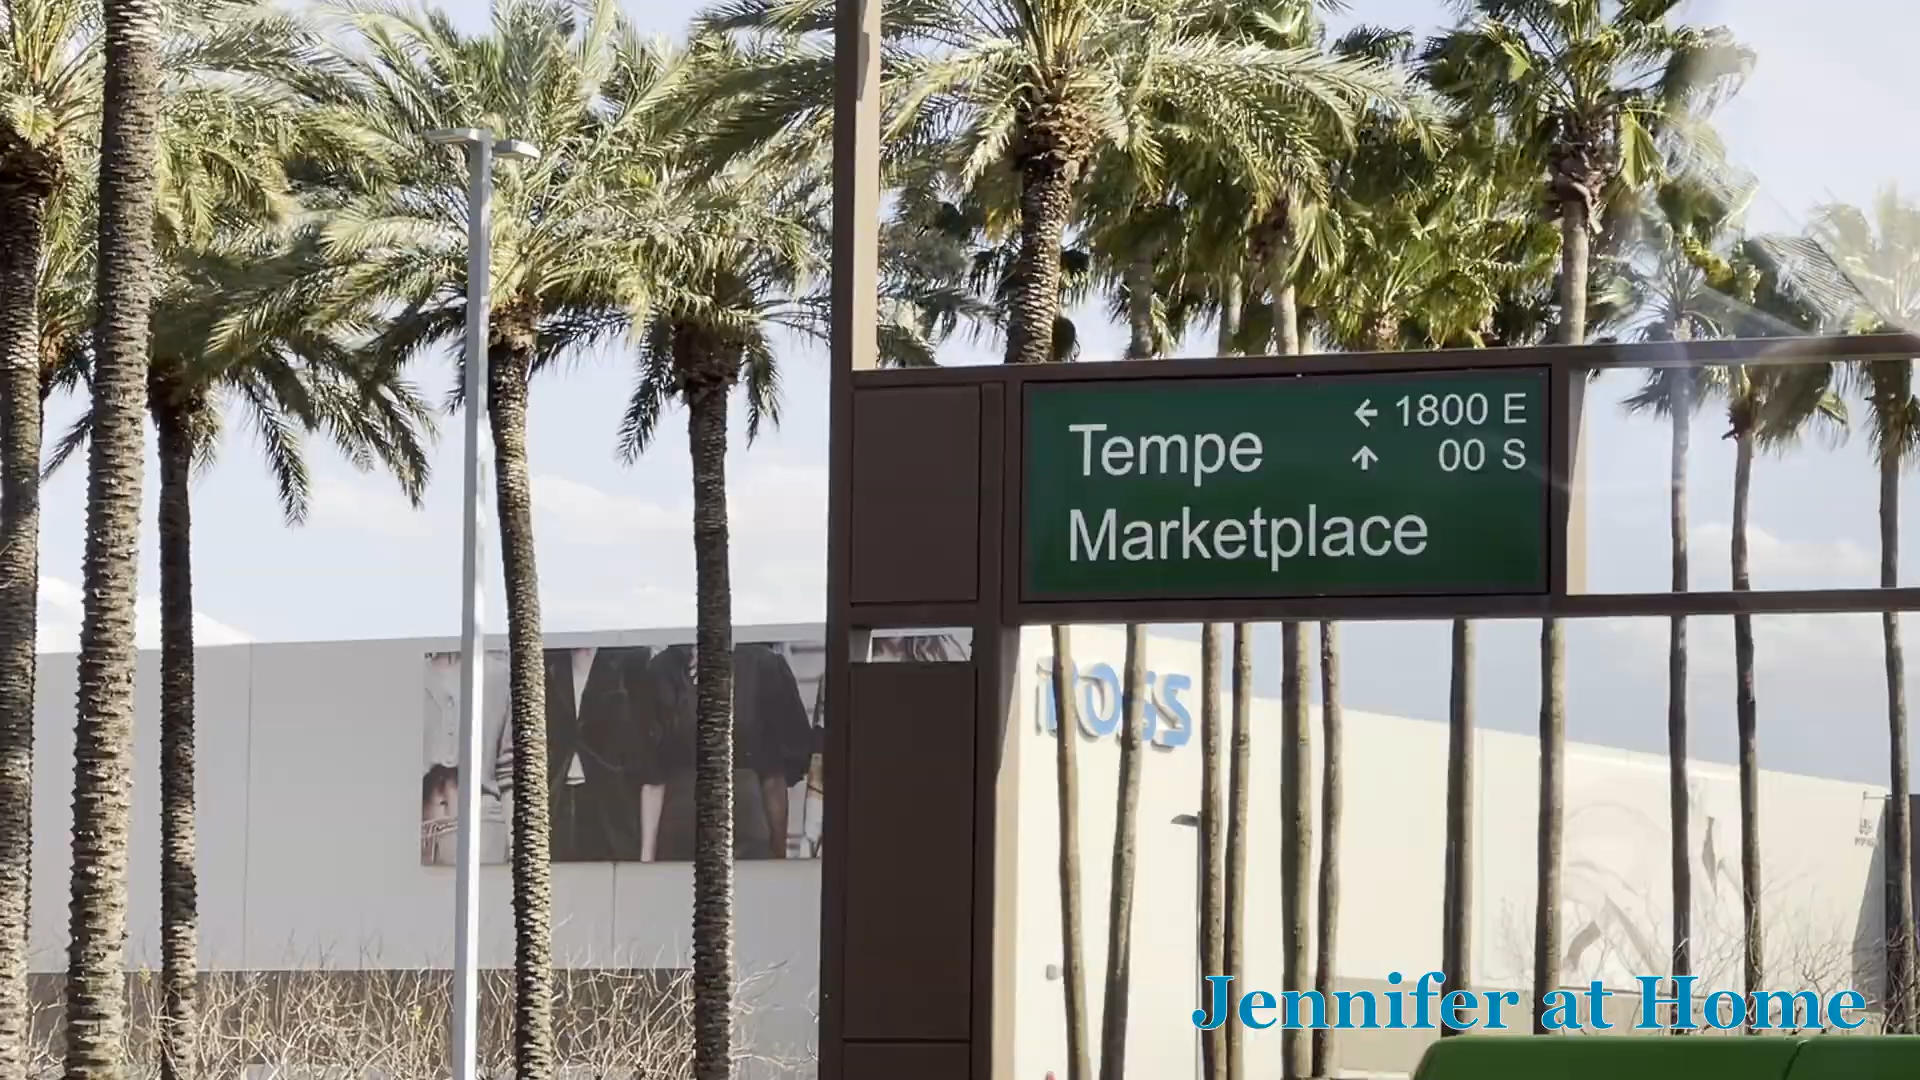 Tempe
Marketplace
← 1800 E
↑ 00 S
ROSS
Jennifer at Home